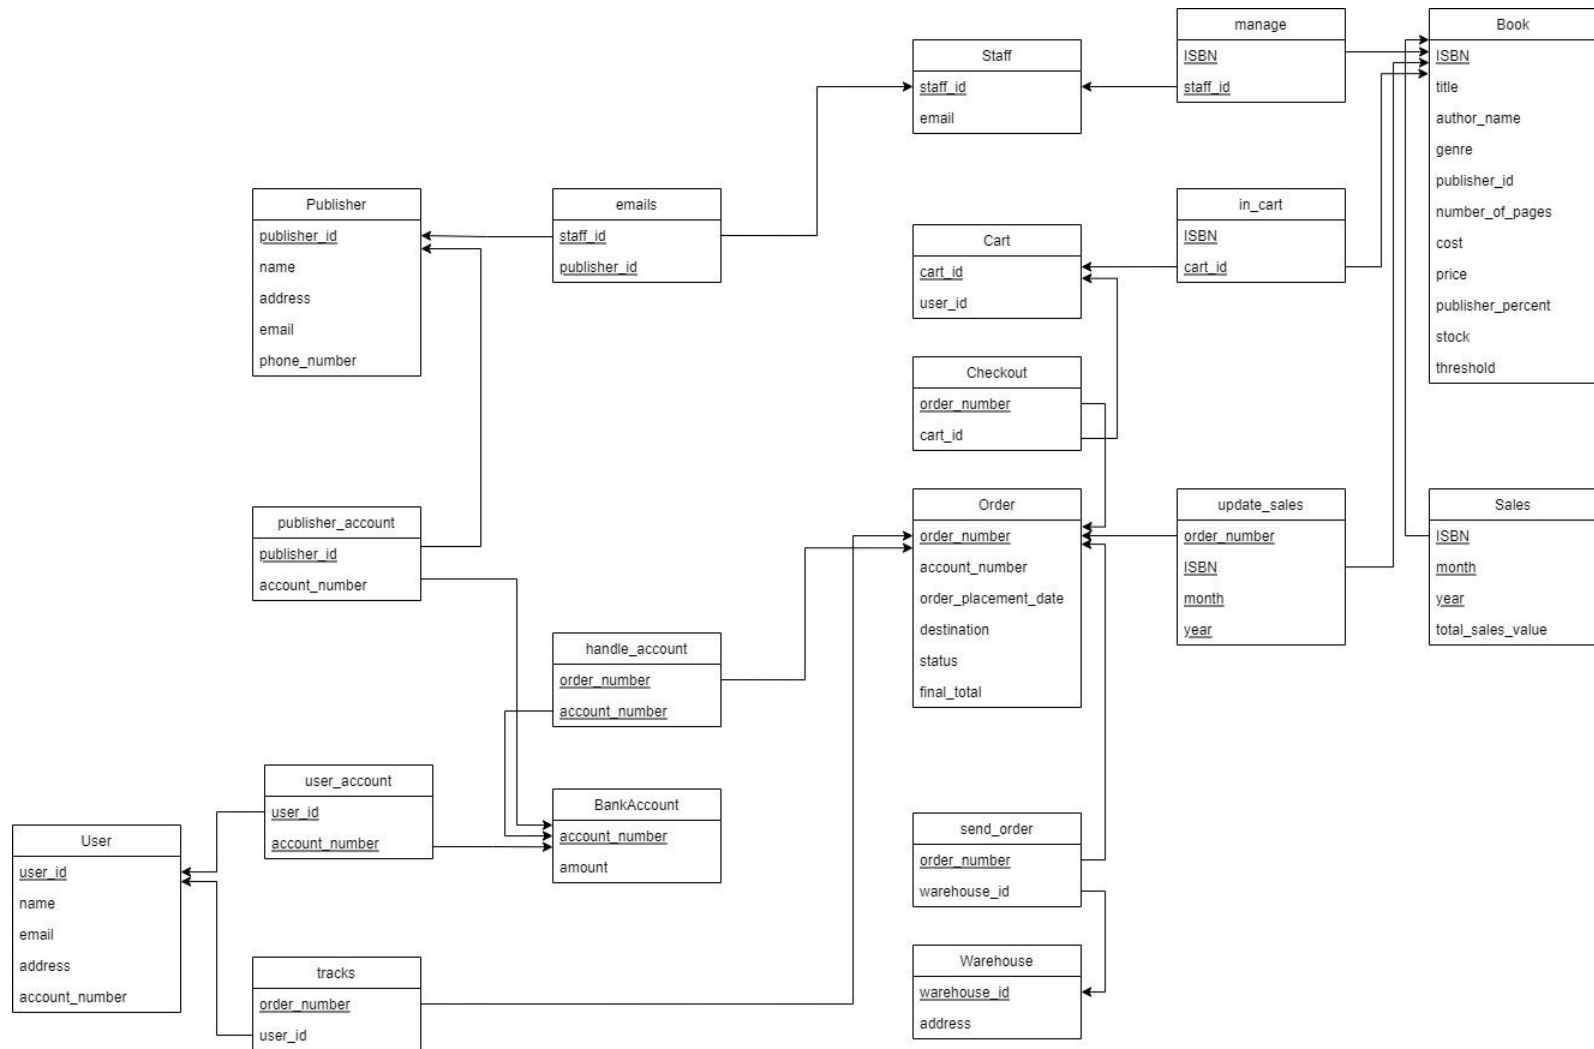 manage
ISBN
staff_id
Book
ISBN
title
author_name
genre
publisher_id
number_of_pages
cost
price
publisher_percent
stock
threshold
Staff
staff_id
email
Publisher
publisher_id
name
address
email
phone_number
emails
staff_id
publisher_id
in_cart
ISBN
cart_id
Cart
cart_id
user_id
Checkout
order_number
cart_id
publisher_account
publisher_id
account_number
Order
order_number
account_number
order_placement_date
destination
status
final_total
update_sales
order_number
ISBN
month
year
Sales
ISBN
month
year
total_sales_value
handle_account
order_number
account_number
user_account
user_id
account_number
BankAccount
account_number
amount
User
user_id
name
email
address
account_number
send_order
order_number
warehouse_id
tracks
order_number
user_id
Warehouse
warehouse_id
address